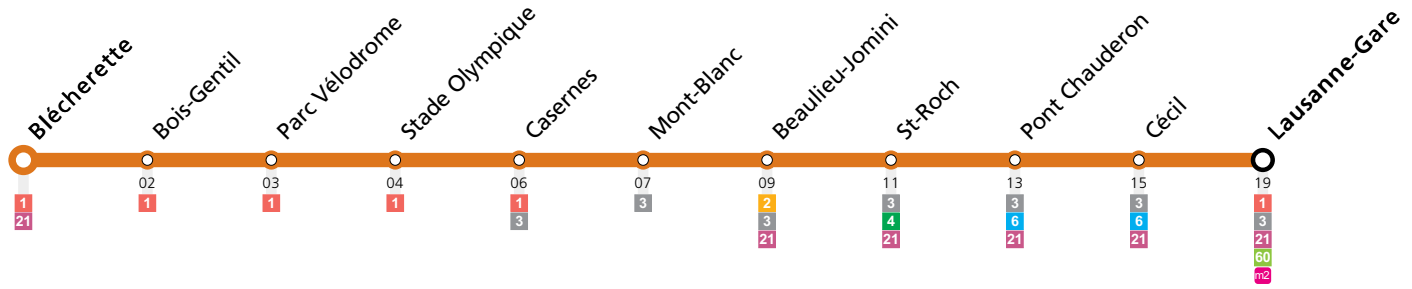 Blécherette
Bois-Gentil
Parc Vélodrome
Stade Olympique
Casernes
Mont-Blanc
Beaulieu-Jomini
St-Roch
Pont Chauderon
Cécil
Lausanne-Gare
02 03 04 06 07 09 11 13 15 19
1 1 1 1 1 3 2 3 3 3 1
21 3 3 4 6 6 3
21 21 21 21 21
60
m2